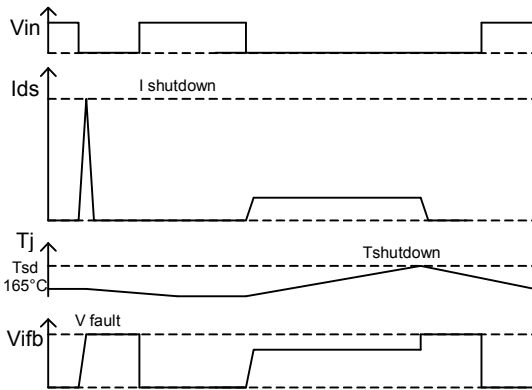 Vin
Ids
I shutdown
Tj
Tshutdown
Tsd
165°C
V fault
Vifb